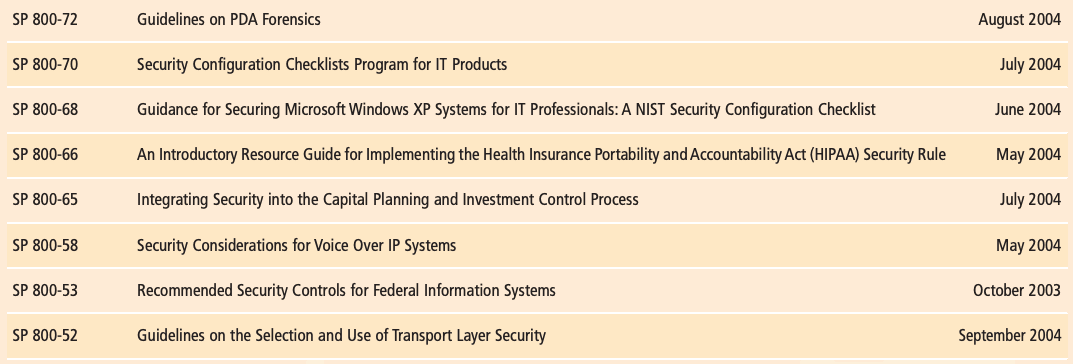 SP 800-72 Guidelines on PDA Forensics August 2004
SP 800-70 Security Configuration Checklists Program for IT Products July 2004
SP 800-68 Guidance for Securing Microsoft Windows XP Systems for IT Professionals: A NIST Security Configuration Checklist June 2004
SP 800-66 An Introductory Resource Guide for Implementing the Health Insurance Portability and Accountability Act (HIPAA) Security Rule May 2004
SP 800-65 Integrating Security into the Capital Planning and Investment Control Process July 2004
SP 800-58 Security Considerations for Voice Over IP Systems May 2004
SP 800-53 Recommended Security Controls for Federal Information Systems October 2003
SP 800-52 Guidelines on the Selection and Use of Transport Layer Security September 2004